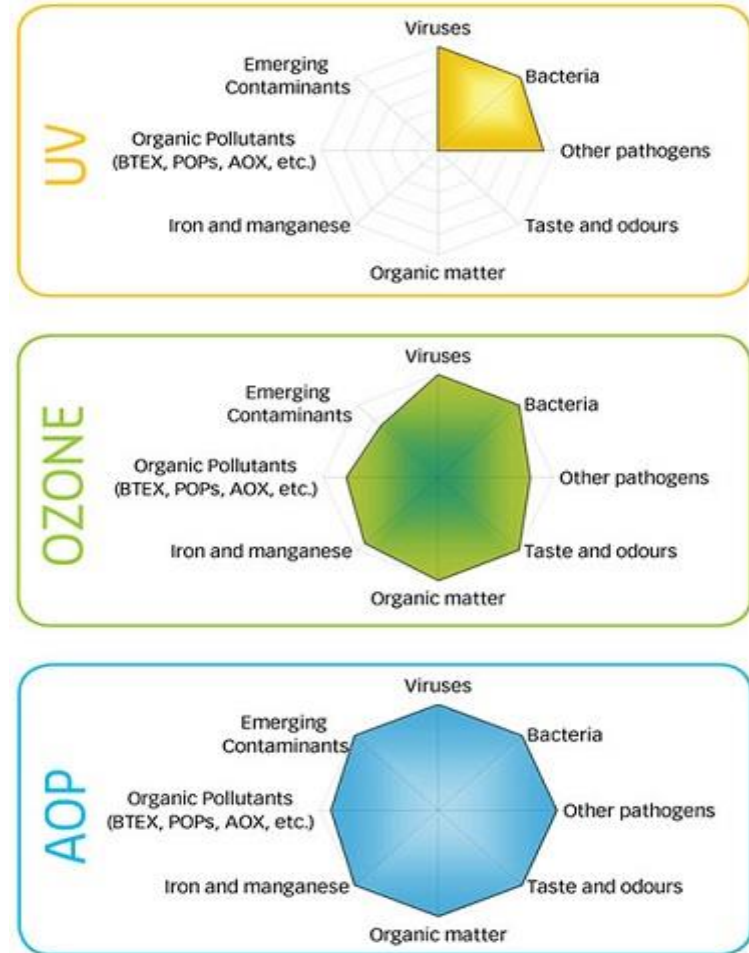 UV
Viruses
Emerging
Contaminants
Bacteria
Organic Pollutants
(BTEX, POPs, AOX, etc.)
Other pathogens
Iron and manganese
Taste and odours
Organic matter
OZONE
Viruses
Emerging
Contaminants
Bacteria
Organic Pollutants
(BTEX, POPs, AOX, etc.)
Other pathogens
Iron and manganese
Taste and odours
Organic matter
AOP
Viruses
Emerging
Contaminants
Bacteria
Organic Pollutants
(BTEX, POPs, AOX, etc.)
Other pathogens
Iron and manganese
Taste and odours
Organic matter